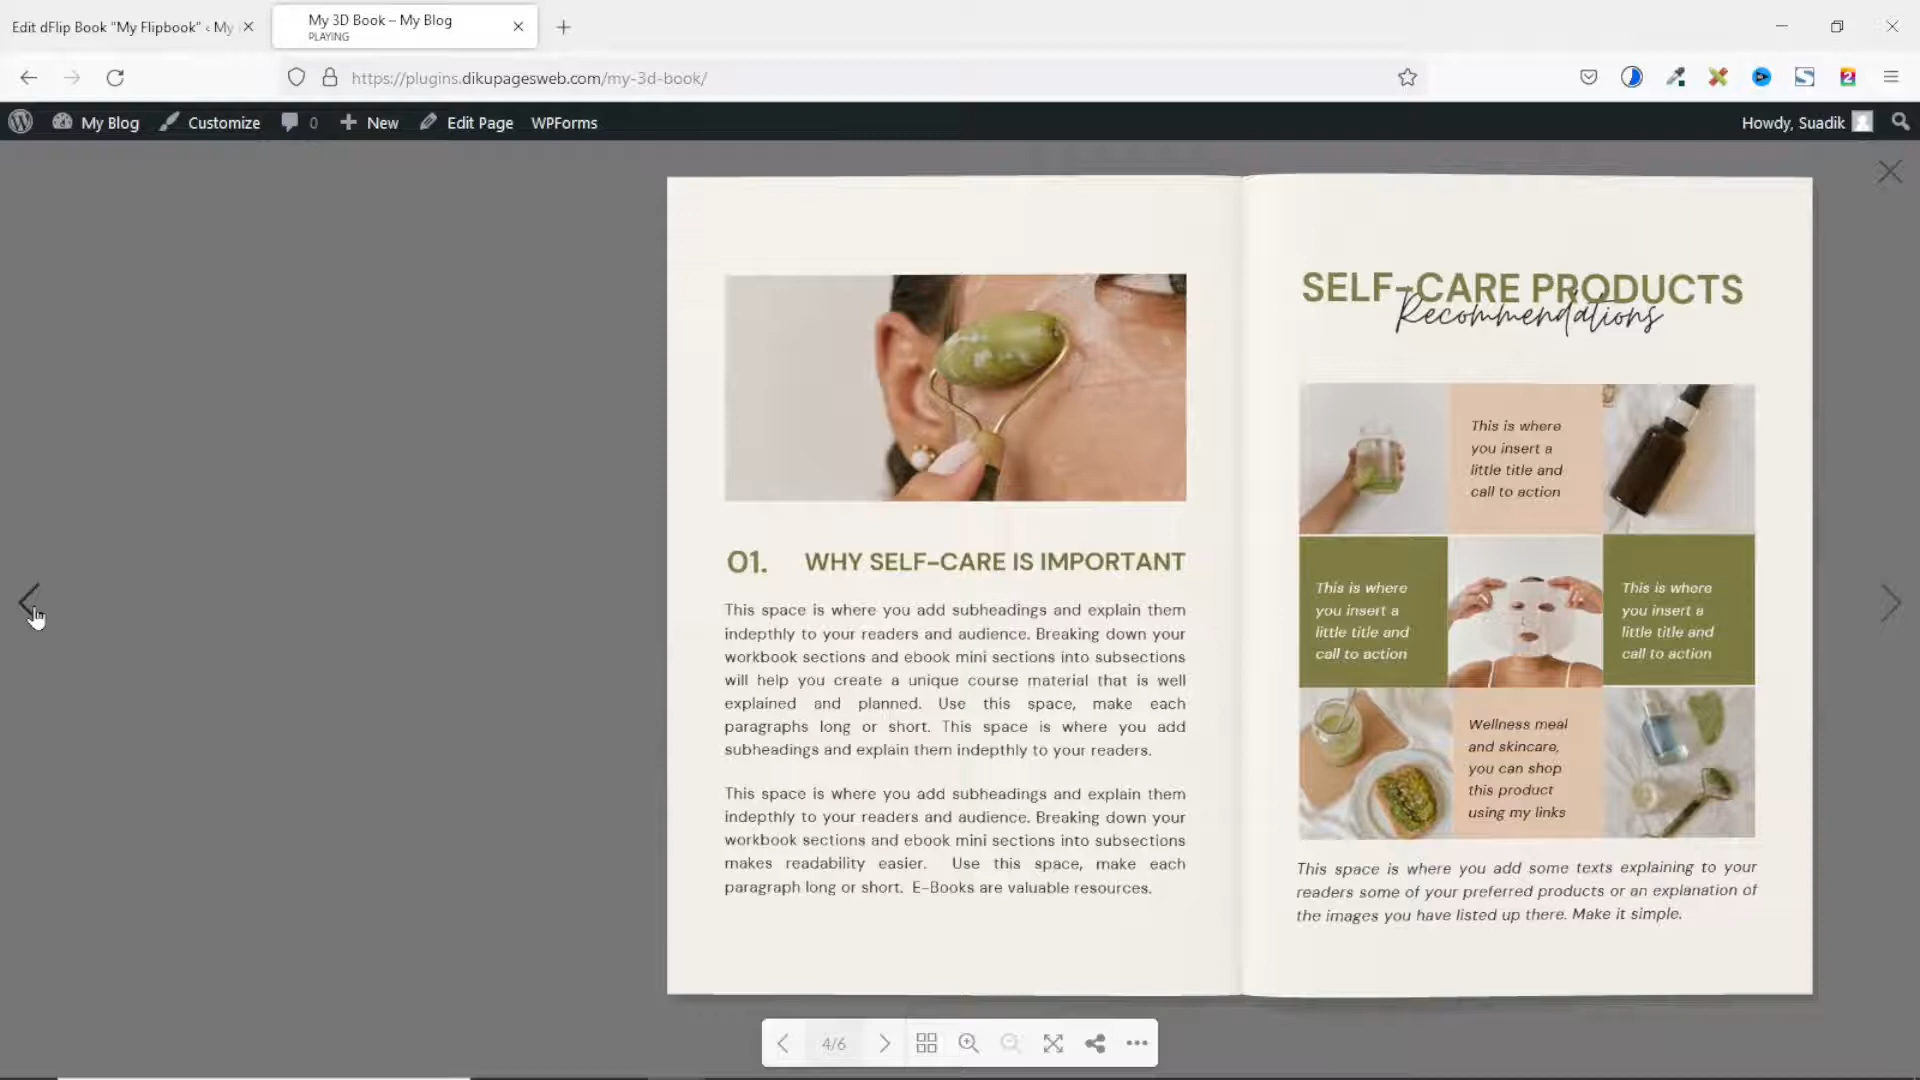 Edit dFlip Book “My Flipbook” ‹ My
My 3D Book – My Blog
PLAYING
https://plugins.dikupagesweb.com/my-3d-book/
2
My Blog
Customize
0
New
Edit Page
WPForms
Howdy, Suadik
01. WHY SELF-CARE IS IMPORTANT
This space is where you add subheadings and explain them
indepthly to your readers and audience. Breaking down your
workbook sections and ebook mini sections into subsections
will help you create a unique course material that is well
explained and planned. Use this space, make each
paragraphs long or short. This space is where you add
subheadings and explain them indepthly to your readers.
This space is where you add subheadings and explain them
indepthly to your readers and audience. Breaking down your
workbook sections and ebook mini sections into subsections
makes readability easier. Use this space, make each
paragraph long or short. E-Books are valuable resources.
SELF-CARE PRODUCTS
Recommendations
This is where
you insert a
little title and
call to action
This is where
you insert a
little title and
call to action
This is where
you insert a
little title and
call to action
Wellness meal
and skincare,
you can shop
this product
using my links
This space is where you add some texts explaining to your
readers some of your preferred products or an explanation of
the images you have listed up there. Make it simple.
4/6